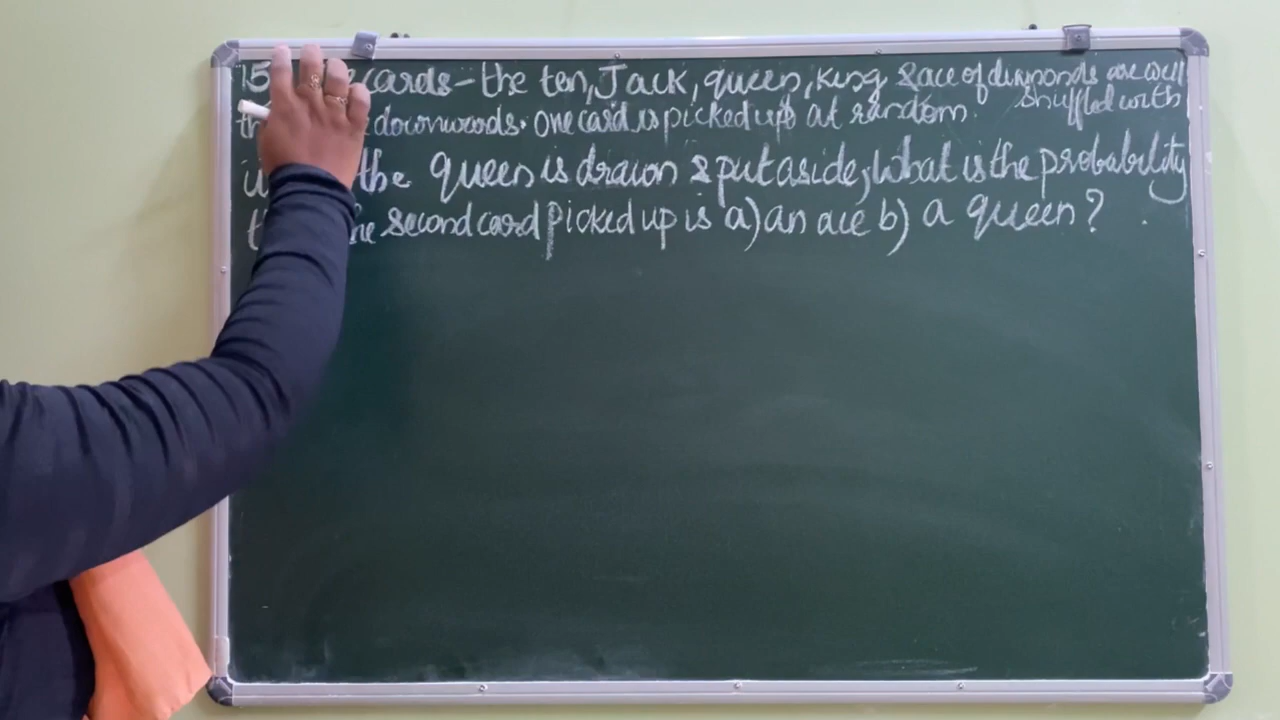 15 cards - the ten, Jack, queen, king & ace of diamonds are well
shuffled with
downwards. One card is picked up at random.
the queen is drawn & put aside, What is the probability
second card picked up is a) an ace b) a queen?